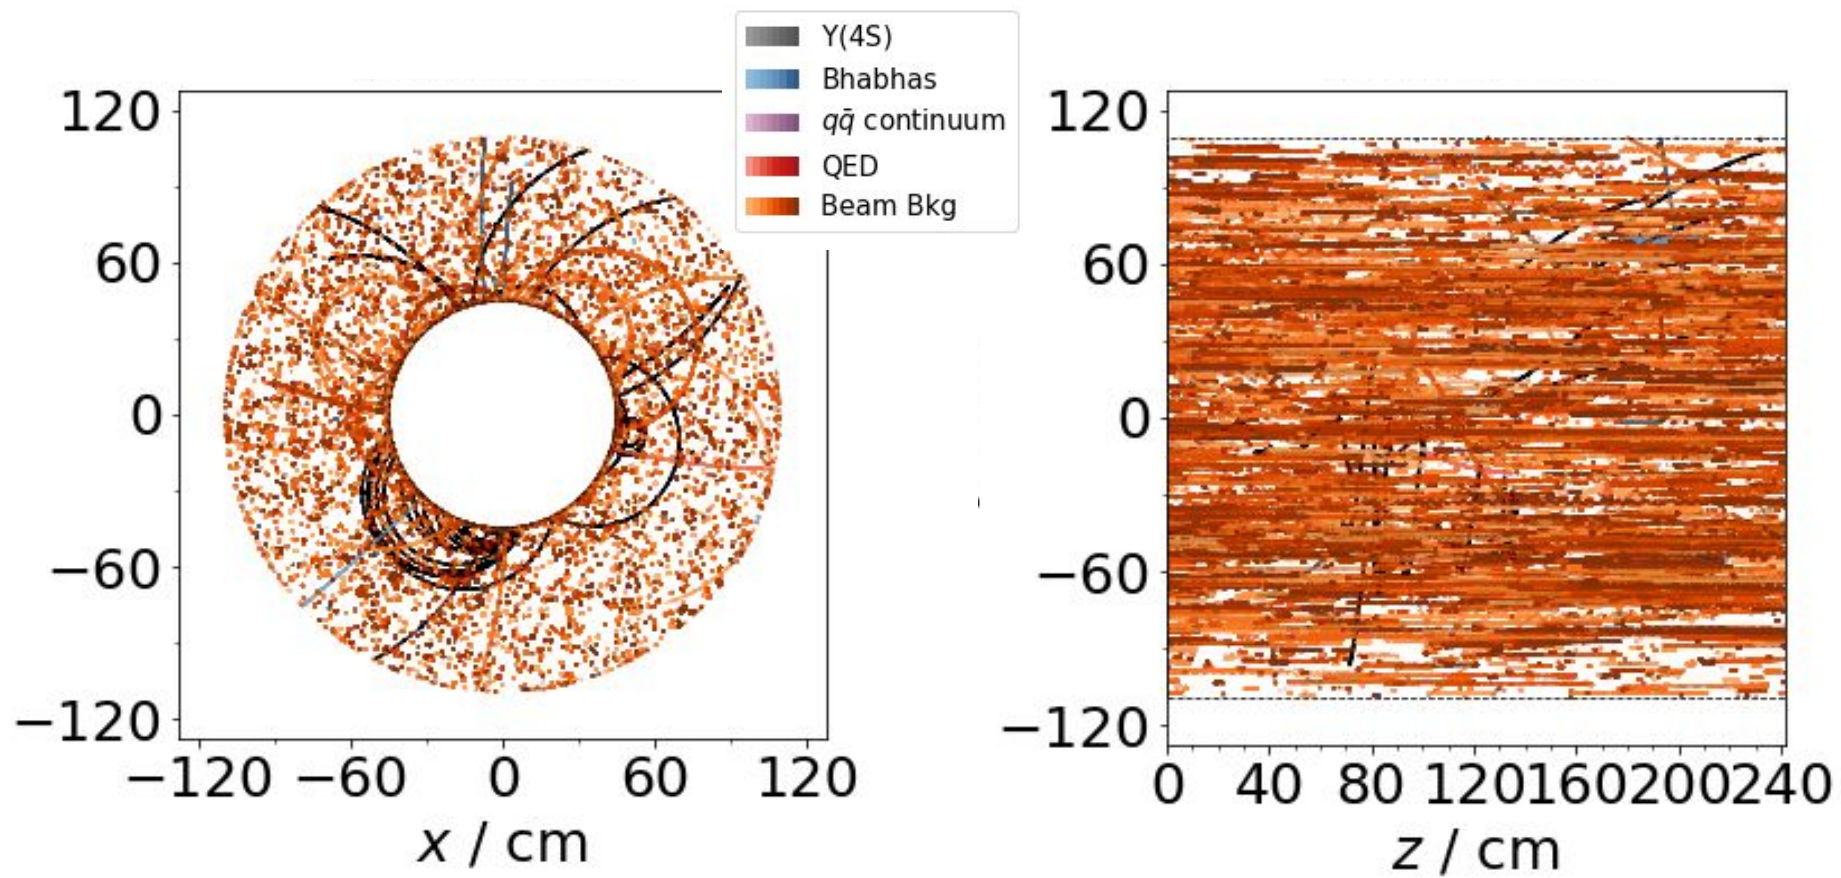 Y(4S)
Bhabhas
qq̄ continuum
QED
Beam Bkg
120
60
0
−60
−120
−120 −60 0 60 120
x / cm
120
60
0
−60
−120
0 40 80 120 160 200 240
z / cm